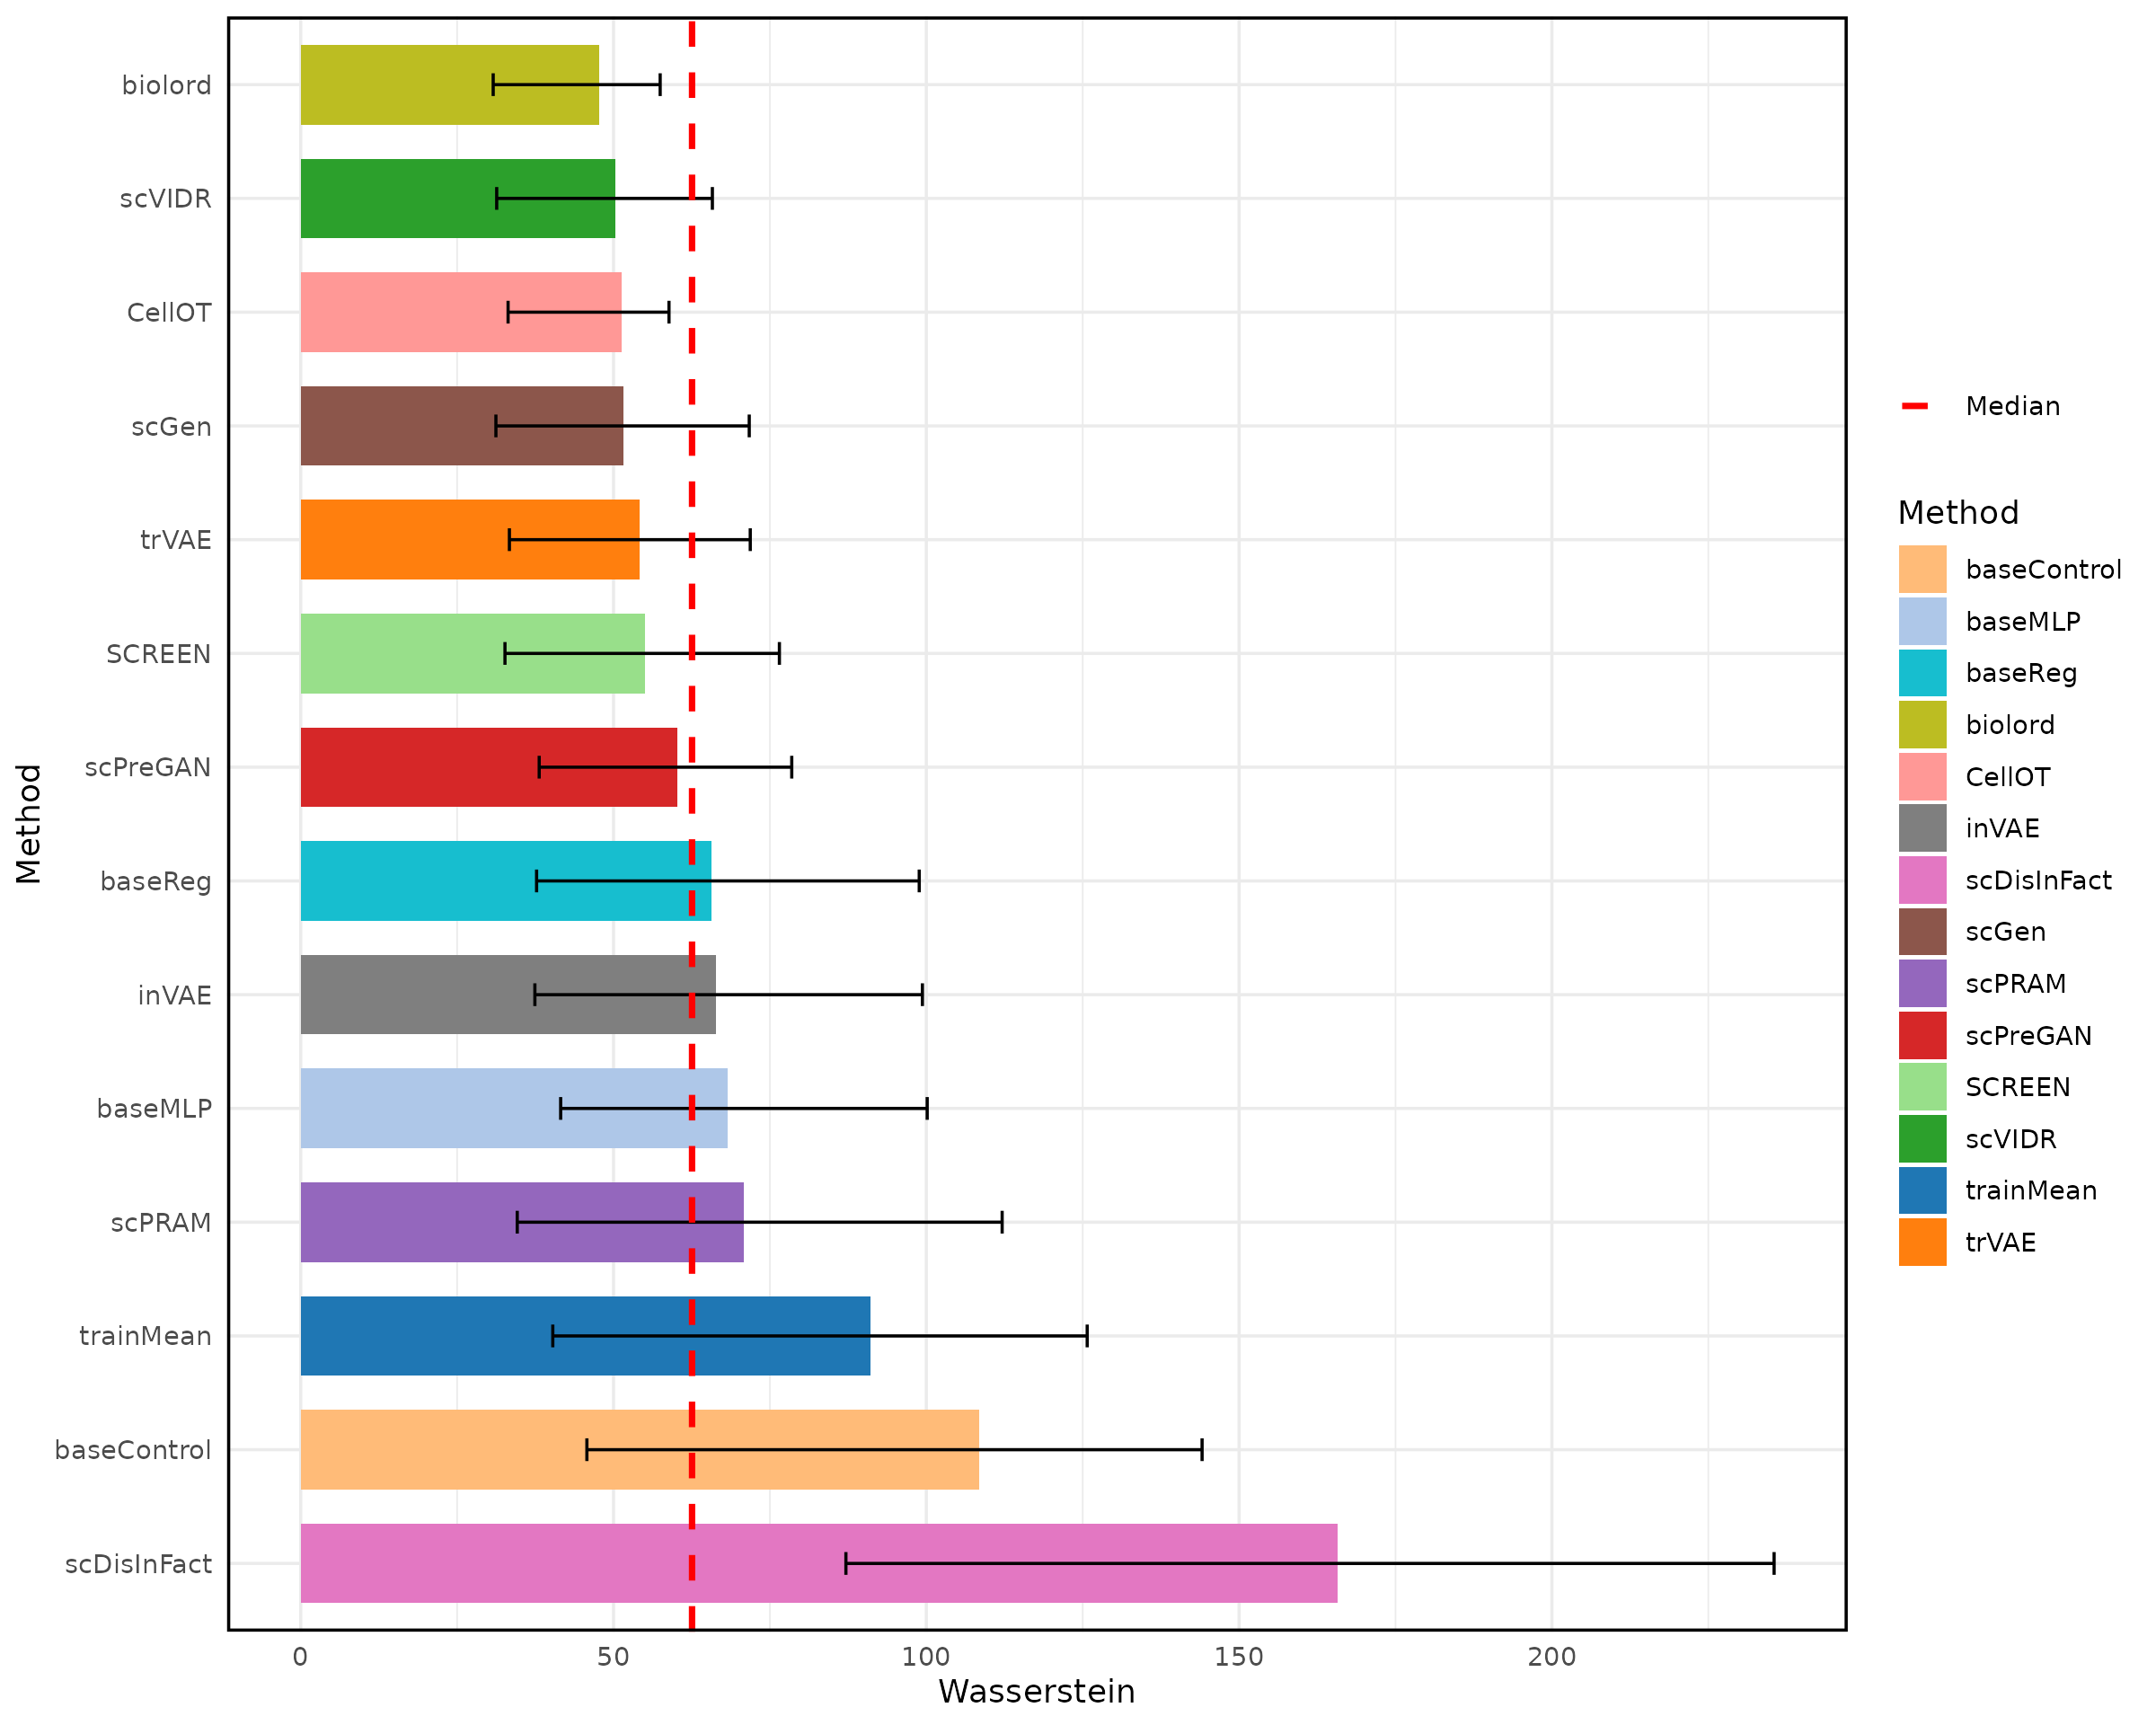 Method
biolord
scVIDR
CellOT
scGen
trVAE
SCREEN
scPreGAN
baseReg
inVAE
baseMLP
scPRAM
trainMean
baseControl
scDisInFact
0 50 100 150 200
Wasserstein
Median
Method
baseControl
baseMLP
baseReg
biolord
CellOT
inVAE
scDisInFact
scGen
scPRAM
scPreGAN
SCREEN
scVIDR
trainMean
trVAE